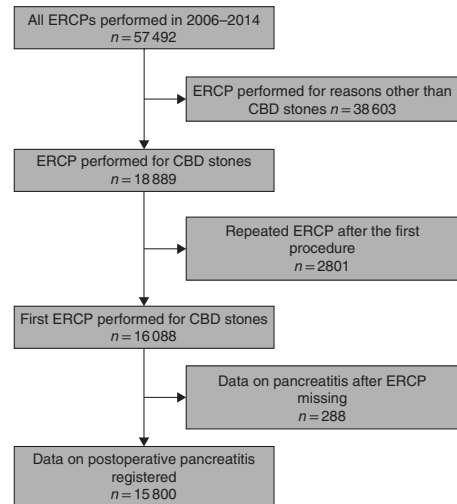 All ERCPs performed in 2006–2014
n = 57 492
ERCP performed for reasons other than
CBD stones n = 38 603
ERCP performed for CBD stones
n = 18 889
Repeated ERCP after the first
procedure
n = 2801
First ERCP performed for CBD stones
n = 16 088
Data on pancreatitis after ERCP
missing
n = 288
Data on postoperative pancreatitis
registered
n = 15 800